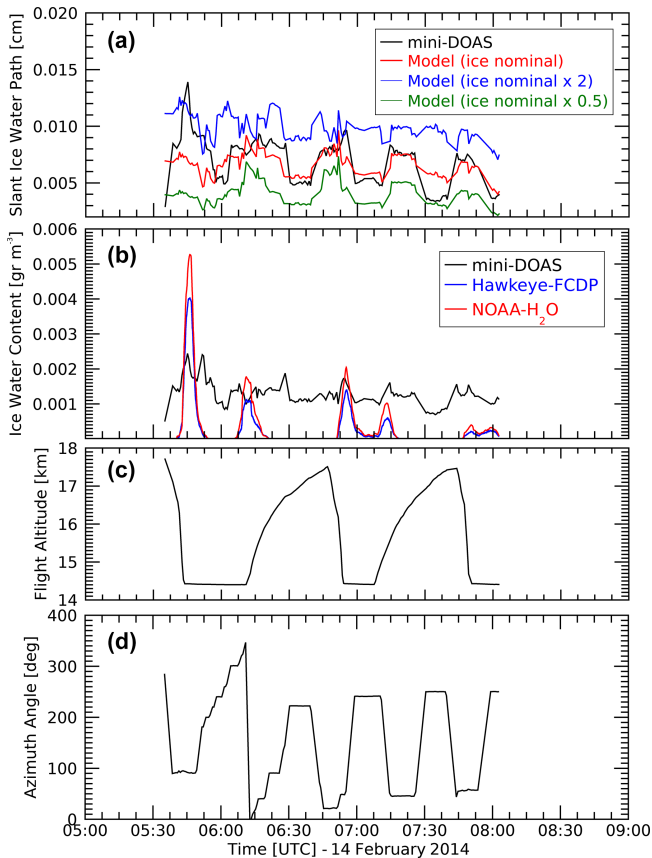 (a)
Slant Ice Water Path [cm]
0.020
0.015
0.010
0.005
mini-DOAS
Model (ice nominal)
Model (ice nominal x 2)
Model (ice nominal x 0.5)
(b)
Ice Water Content [gr m⁻³]
0.006
0.005
0.004
0.003
0.002
0.001
mini-DOAS
Hawkeye-FCDP
NOAA-H₂O
(c)
Flight Altitude [km]
18
17
16
15
14
(d)
Azimuth Angle [deg]
400
300
200
100
0
05:00 05:30 06:00 06:30 07:00 07:30 08:00 08:30 09:00
Time [UTC] - 14 February 2014